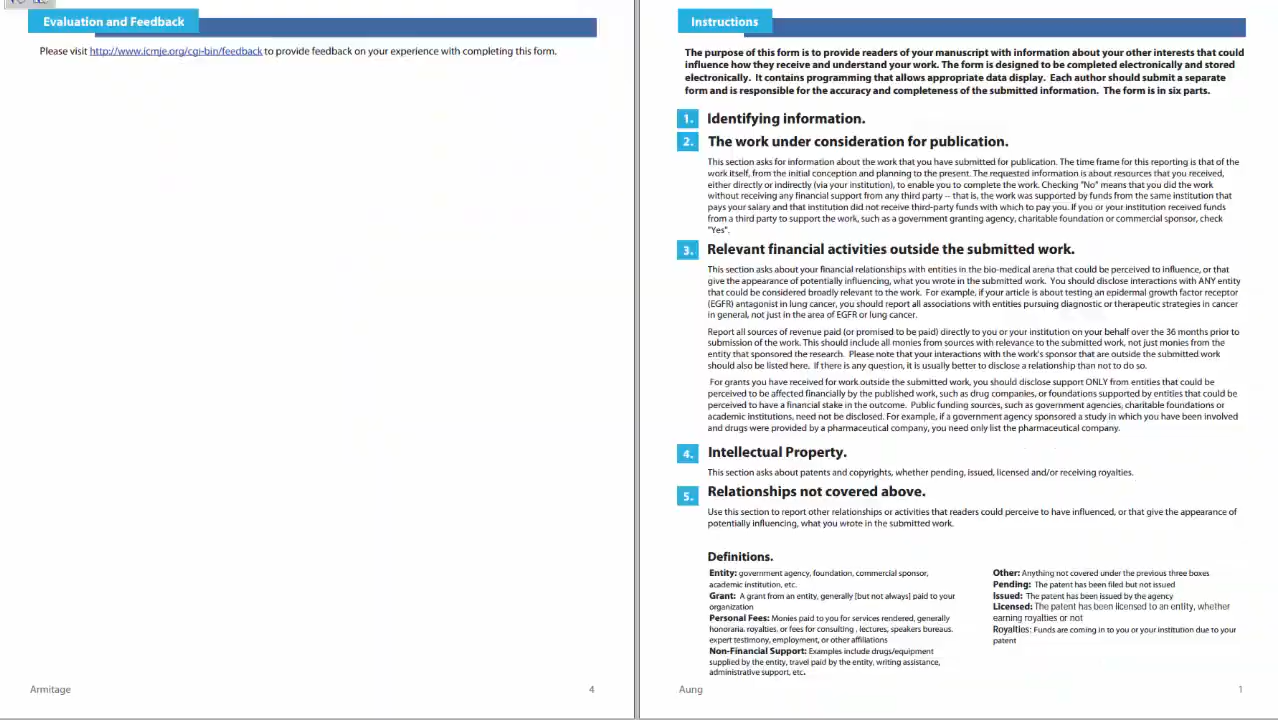 Evaluation and Feedback
Please visit http://www.icmje.org/cgi-bin/feedback to provide feedback on your experience with completing this form.
Armitage
4
Instructions
The purpose of this form is to provide readers of your manuscript with information about your other interests that could
influence how they receive and understand your work. The form is designed to be completed electronically and stored
electronically. It contains programming that allows appropriate data display. Each author should submit a separate
form and is responsible for the accuracy and completeness of the submitted information. The form is in six parts.
1. Identifying information.
2. The work under consideration for publication.
This section asks for information about the work that you have submitted for publication. The time frame for this reporting is that of the
work itself, from the initial conception and planning to the present. The requested information is about resources that you received,
either directly or indirectly (via your institution), to enable you to complete the work. Checking "No" means that you did the work
without receiving any financial support from any third party -- that is, the work was supported by funds from the same institution that
pays your salary and that institution did not receive third-party funds with which to pay you. If you or your institution received funds
from a third party to support the work, such as a government granting agency, charitable foundation or commercial sponsor, check
"Yes".
3. Relevant financial activities outside the submitted work.
This section asks about your financial relationships with entities in the bio-medical arena that could be perceived to influence, or that
give the appearance of potentially influencing, what you wrote in the submitted work. You should disclose interactions with ANY entity
that could be considered broadly relevant to the work. For example, if your article is about testing an epidermal growth factor receptor
(EGFR) antagonist in lung cancer, you should report all associations with entities pursuing diagnostic or therapeutic strategies in cancer
in general, not just in the area of EGFR or lung cancer.
Report all sources of revenue paid (or promised to be paid) directly to you or your institution on your behalf over the 36 months prior to
submission of the work. This should include all monies from sources with relevance to the submitted work, not just monies from the
entity that sponsored the research. Please note that your interactions with the work's sponsor that are outside the submitted work
should also be listed here. If there is any question, it is usually better to disclose a relationship than not to do so.
For grants you have received for work outside the submitted work, you should disclose support ONLY from entities that could be
perceived to be affected financially by the published work, such as drug companies, or foundations supported by entities that could be
perceived to have a financial stake in the outcome. Public funding sources, such as government agencies, charitable foundations or
academic institutions, need not be disclosed. For example, if a government agency sponsored a study in which you have been involved
and drugs were provided by a pharmaceutical company, you need only list the pharmaceutical company.
4. Intellectual Property.
This section asks about patents and copyrights, whether pending, issued, licensed and/or receiving royalties.
5. Relationships not covered above.
Use this section to report other relationships or activities that readers could perceive to have influenced, or that give the appearance of
potentially influencing, what you wrote in the submitted work.
Definitions.
Entity: government agency, foundation, commercial sponsor,
academic institution, etc.
Grant: A grant from an entity, generally [but not always] paid to your
organization
Personal Fees: Monies paid to you for services rendered, generally
honoraria, royalties, or fees for consulting , lectures, speakers bureaus,
expert testimony, employment, or other affiliations
Non-Financial Support: Examples include drugs/equipment
supplied by the entity, travel paid by the entity, writing assistance,
administrative support, etc.
Other: Anything not covered under the previous three boxes
Pending: The patent has been filed but not issued
Issued: The patent has been issued by the agency
Licensed: The patent has been licensed to an entity, whether
earning royalties or not
Royalties: Funds are coming in to you or your institution due to your
patent
Aung
1